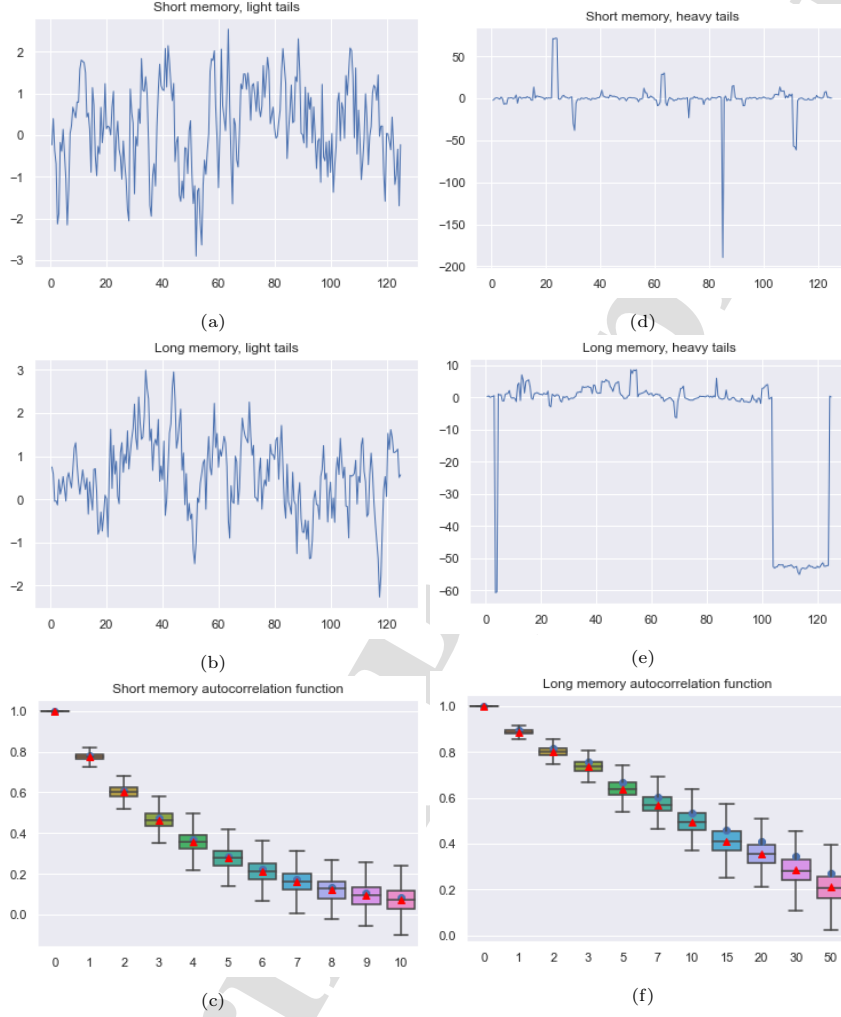 Short memory, light tails
2
1
0
−1
−2
−3
0 20 40 60 80 100 120
(a)
Long memory, light tails
3
2
1
0
−1
−2
0 20 40 60 80 100 120
(b)
Short memory autocorrelation function
1.0
0.8
0.6
0.4
0.2
0.0
0 1 2 3 4 5 6 7 8 9 10
(c)
Short memory, heavy tails
50
0
−50
−100
−150
−200
0 20 40 60 80 100 120
(d)
Long memory, heavy tails
10
0
−10
−20
−30
−40
−50
−60
0 20 40 60 80 100 120
(e)
Long memory autocorrelation function
1.0
0.8
0.6
0.4
0.2
0.0
0 1 2 3 5 7 10 15 20 30 50
(f)